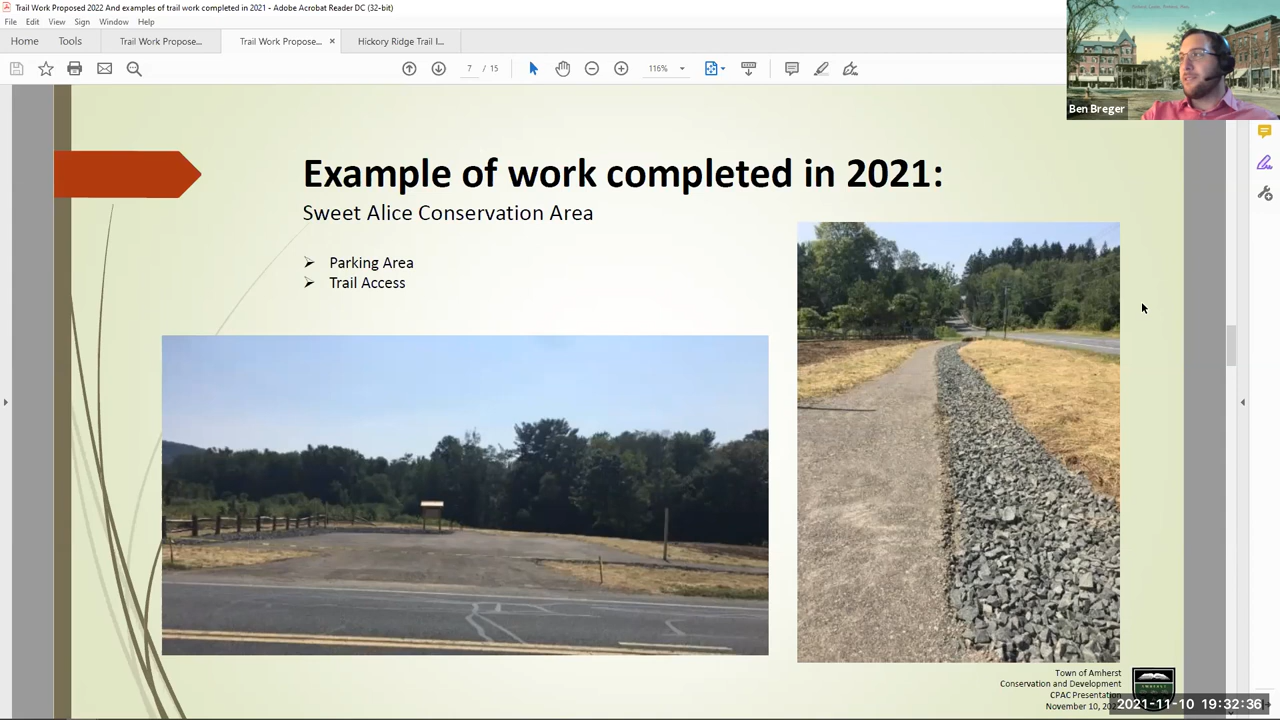 Trail Work Proposed 2022 And examples of trail work completed in 2021 - Adobe Acrobat Reader DC (32-bit)
File Edit View Sign Window Help
Home Tools Trail Work Propose... Trail Work Propose... × Hickory Ridge Trail I...
7 / 15 116%
Ben Breger
Example of work completed in 2021:
Sweet Alice Conservation Area
➢ Parking Area
➢ Trail Access
Town of Amherst
Conservation and Development
CPAC Presentation
November 10, 202
2021-11-10 19:32:36